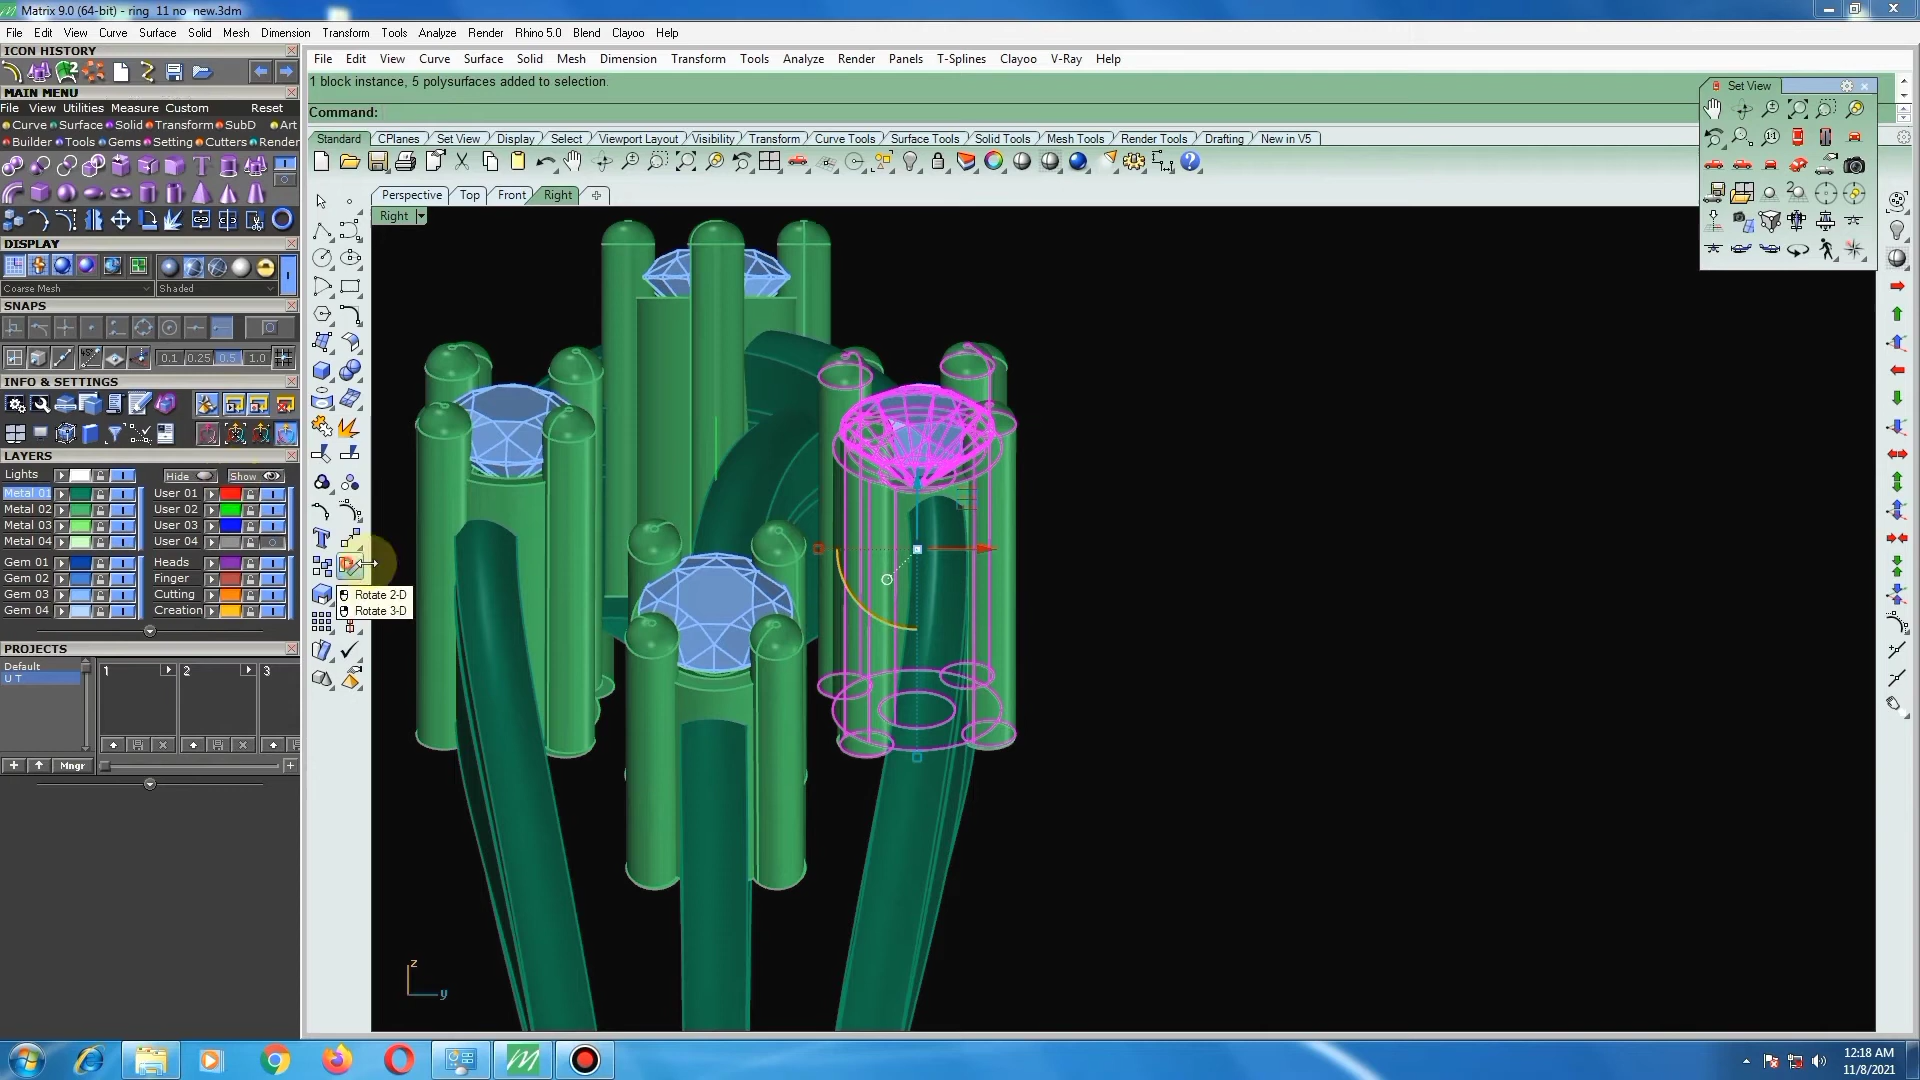 Matrix 9.0 (64-bit) - ring 11 no new.3dm
File Edit View Curve Surface Solid Mesh Dimension Transform Tools Analyze Render Rhino 5.0 Blend Clayoo Help
ICON HISTORY
MAIN MENU
File View Utilities Measure Custom Reset
Curve Surface Solid Transform SubD Art
Builder Tools Gems Setting Cutters Render
DISPLAY
Coarse Mesh Shaded
SNAPS
0.1 0.25 0.5 1.0
INFO & SETTINGS
LAYERS
Lights Hide Show
Metal 01 User 01
Metal 02 User 02
Metal 03 User 03
Metal 04 User 04
Gem 01 Heads
Gem 02 Finger
Gem 03 Cutting
Gem 04 Creation
PROJECTS
Default
U T
1 2 3
Mngr
File Edit View Curve Surface Solid Mesh Dimension Transform Tools Analyze Render Panels T-Splines Clayoo V-Ray Help
1 block instance, 5 polysurfaces added to selection.
Command:
Standard CPlanes Set View Display Select Viewport Layout Visibility Transform Curve Tools Surface Tools Solid Tools Mesh Tools Render Tools Drafting New in V5
Perspective Top Front Right
Right
Rotate 2-D
Rotate 3-D
z
y
Set View
12:18 AM
11/8/2021